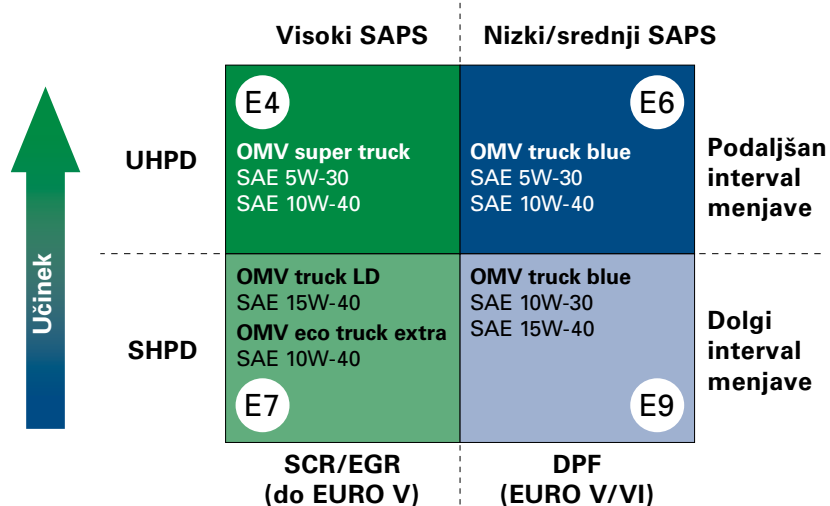 Visoki SAPS
Nizki/srednji SAPS
E4
E6
UHPD
OMV super truck
SAE 5W-30
SAE 10W-40
OMV truck blue
SAE 5W-30
SAE 10W-40
Podaljšan
interval
menjave
Učinek
SHPD
OMV truck LD
SAE 15W-40
OMV eco truck extra
SAE 10W-40
E7
OMV truck blue
SAE 10W-30
SAE 15W-40
E9
Dolgi
interval
menjave
SCR/EGR
(do EURO V)
DPF
(EURO V/VI)